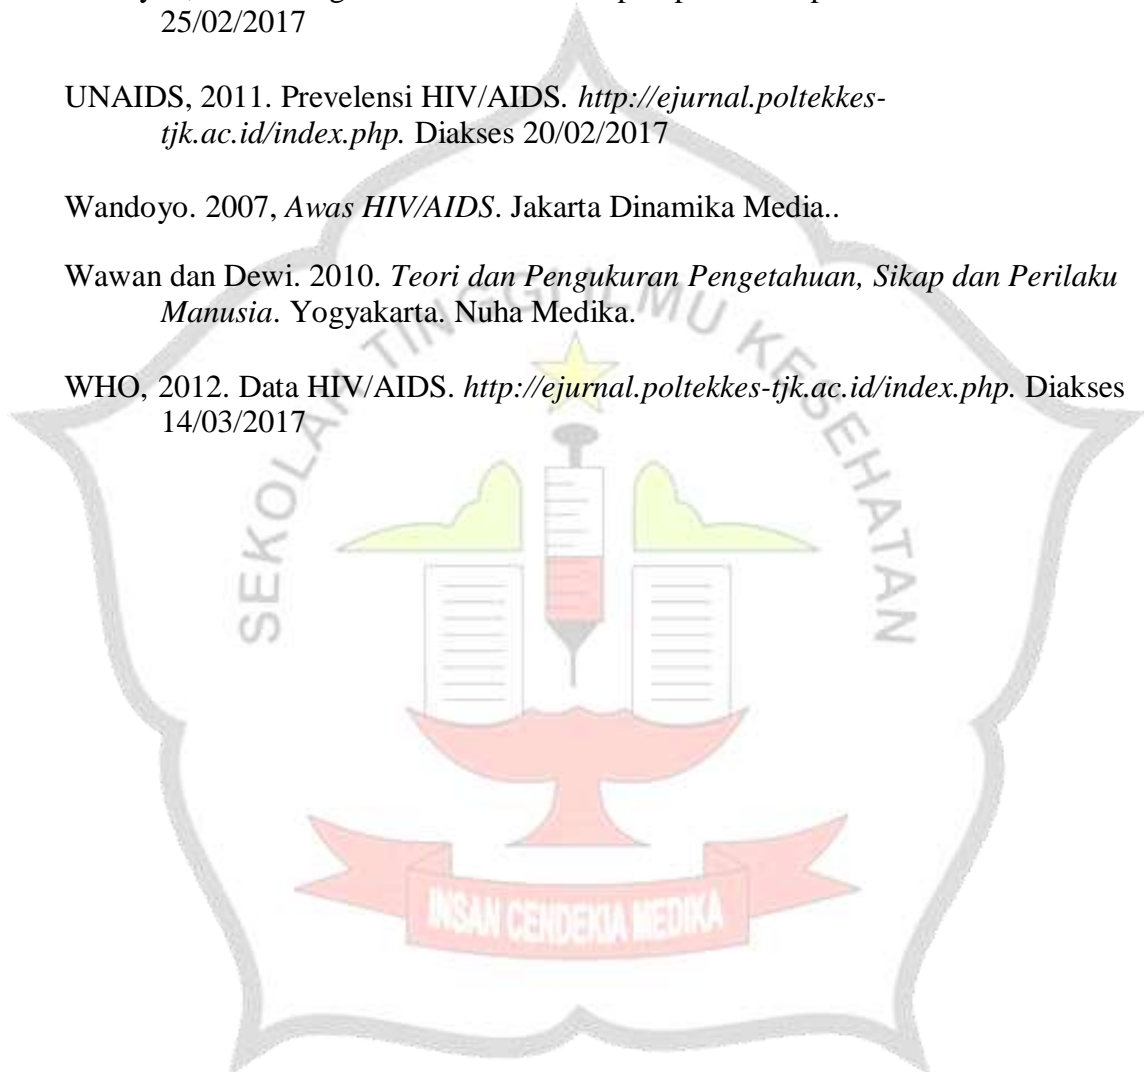 25/02/2017
UNAIDS, 2011. Prevelensi HIV/AIDS. http://ejurnal.poltekkes-
tjk.ac.id/index.php. Diakses 20/02/2017
Wandoyo. 2007, Awas HIV/AIDS. Jakarta Dinamika Media..
Wawan dan Dewi. 2010. Teori dan Pengukuran Pengetahuan, Sikap dan Perilaku
Manusia. Yogyakarta. Nuha Medika.
WHO, 2012. Data HIV/AIDS. http://ejurnal.poltekkes-tjk.ac.id/index.php. Diakses
14/03/2017
SEKOLAH TINGGI ILMU KESEHATAN
INSAN CENDEKIA MEDIKA